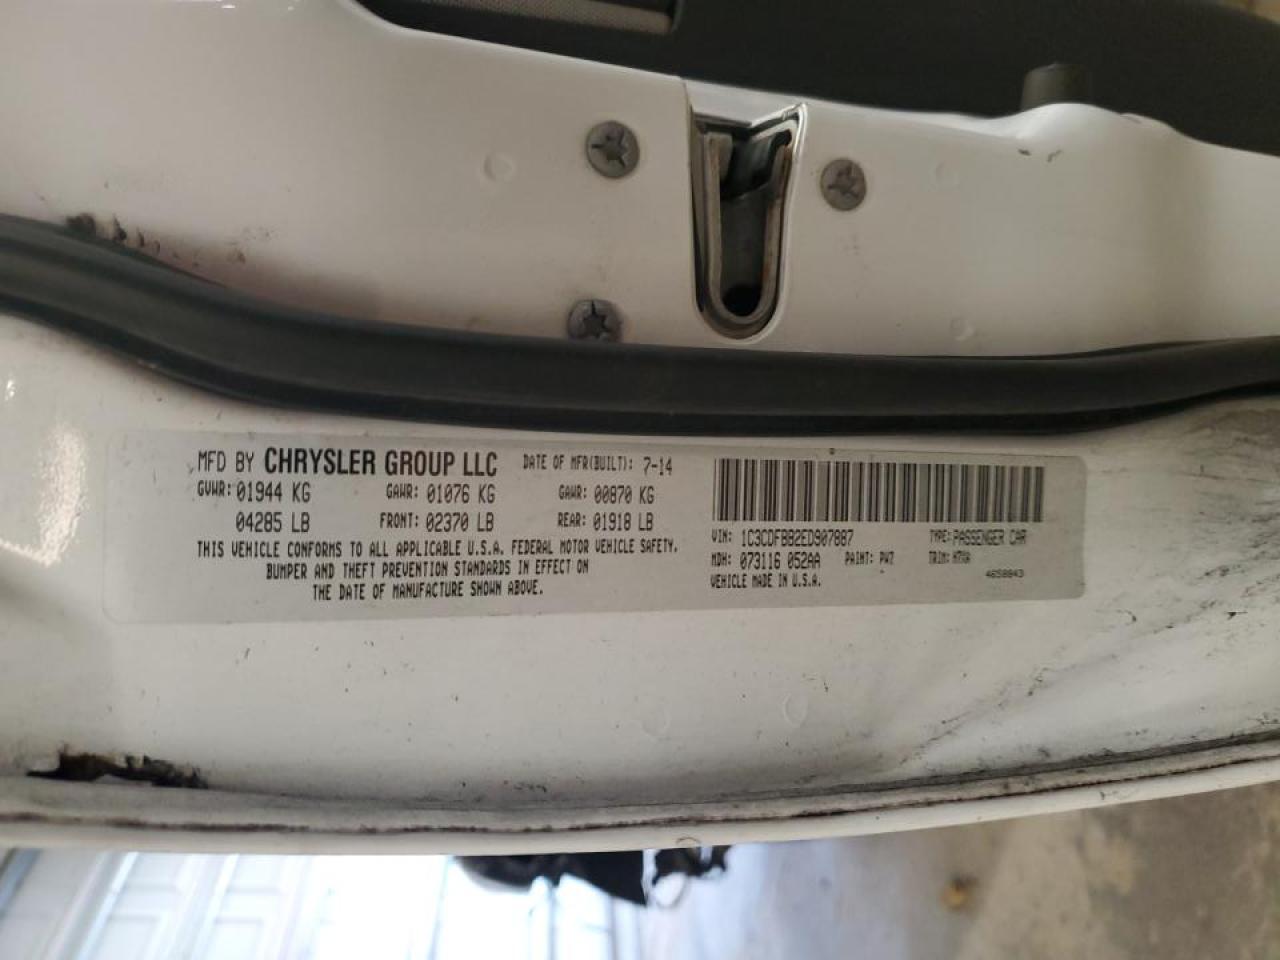 MFD BY CHRYSLER GROUP LLC DATE OF MFR(BUILT): 7-14
GVWR: 01944 KG GAWR: 01076 KG GAWR: 00870 KG
04285 LB FRONT: 02370 LB REAR: 01918 LB
THIS VEHICLE CONFORMS TO ALL APPLICABLE U.S.A. FEDERAL MOTOR VEHICLE SAFETY,
BUMPER AND THEFT PREVENTION STANDARDS IN EFFECT ON
THE DATE OF MANUFACTURE SHOWN ABOVE.
VIN: 1C3CDFBB2ED907887 TYPE: PASSENGER CAR
MDH: 073116 052AA PAINT: PW7 TRIM:
VEHICLE MADE IN U.S.A. 4658843